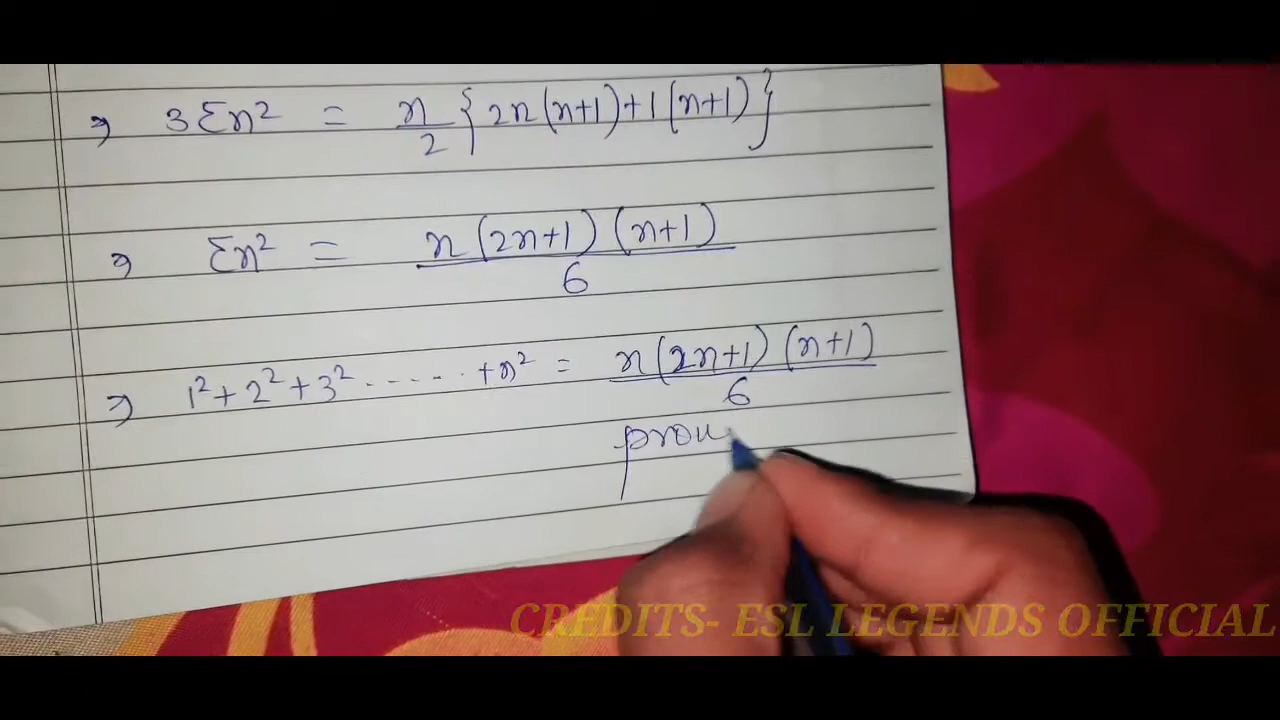 ⇒ 3Σn² = n/2 {2n(n+1)+1(n+1)}
⇒ Σn² = n(2n+1)(n+1)/6
⇒ 1²+2²+3².....+n² = n(2n+1)(n+1)/6
prou
CREDITS- ESL LEGENDS OFFICIAL